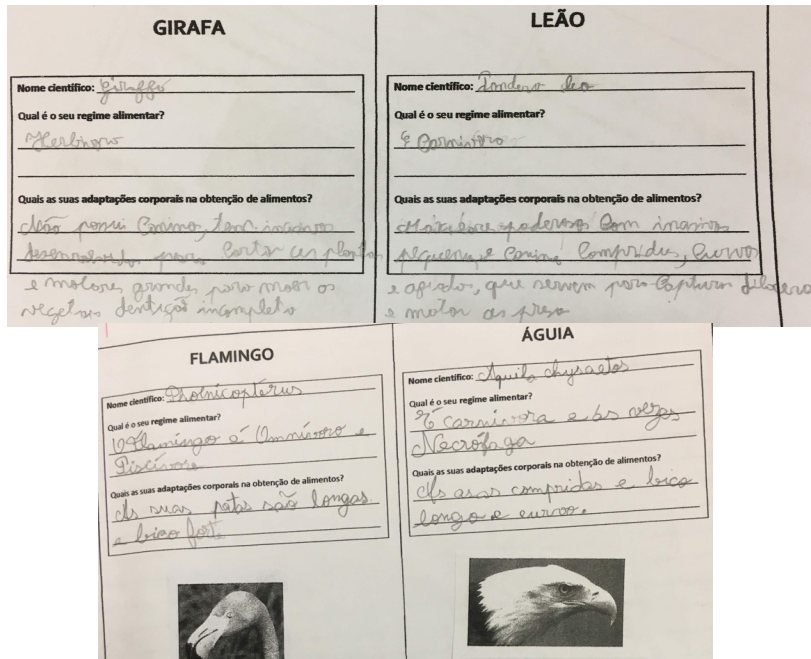 GIRAFA
Nome científico: Giraffa
Qual é o seu regime alimentar?
Herbívoro
Quais as suas adaptações corporais na obtenção de alimentos?
Não possui Canino, tem incisivos
desenvolvidos para Cortar as plantas
e molares grandes para moer os
vegetais dentição incompleta
LEÃO
Nome científico: leo
Qual é o seu regime alimentar?
É Carnívoro
Quais as suas adaptações corporais na obtenção de alimentos?
poderosa Com incisivos
pequenos e Canino Compridos, Curvos
e afiados, que servem para Capturar dilacerar
e matar as presa
FLAMINGO
Nome científico: Phoenicopterus
Qual é o seu regime alimentar?
O Flamingo é Omnívoro e
Piscívoro
Quais as suas adaptações corporais na obtenção de alimentos?
As suas patas são longas
e bico forte
ÁGUIA
Nome científico: Aquila chysaetos
Qual é o seu regime alimentar?
É carnívora e ás vezes
Necrófaga
Quais as suas adaptações corporais na obtenção de alimentos?
As asas compridas e bico
longo e curvo.